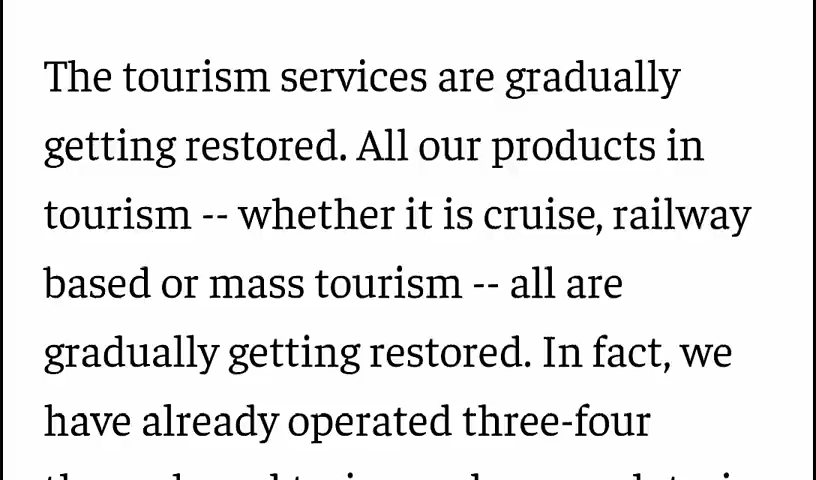 The tourism services are gradually
getting restored. All our products in
tourism -- whether it is cruise, railway
based or mass tourism -- all are
gradually getting restored. In fact, we
have already operated three-four